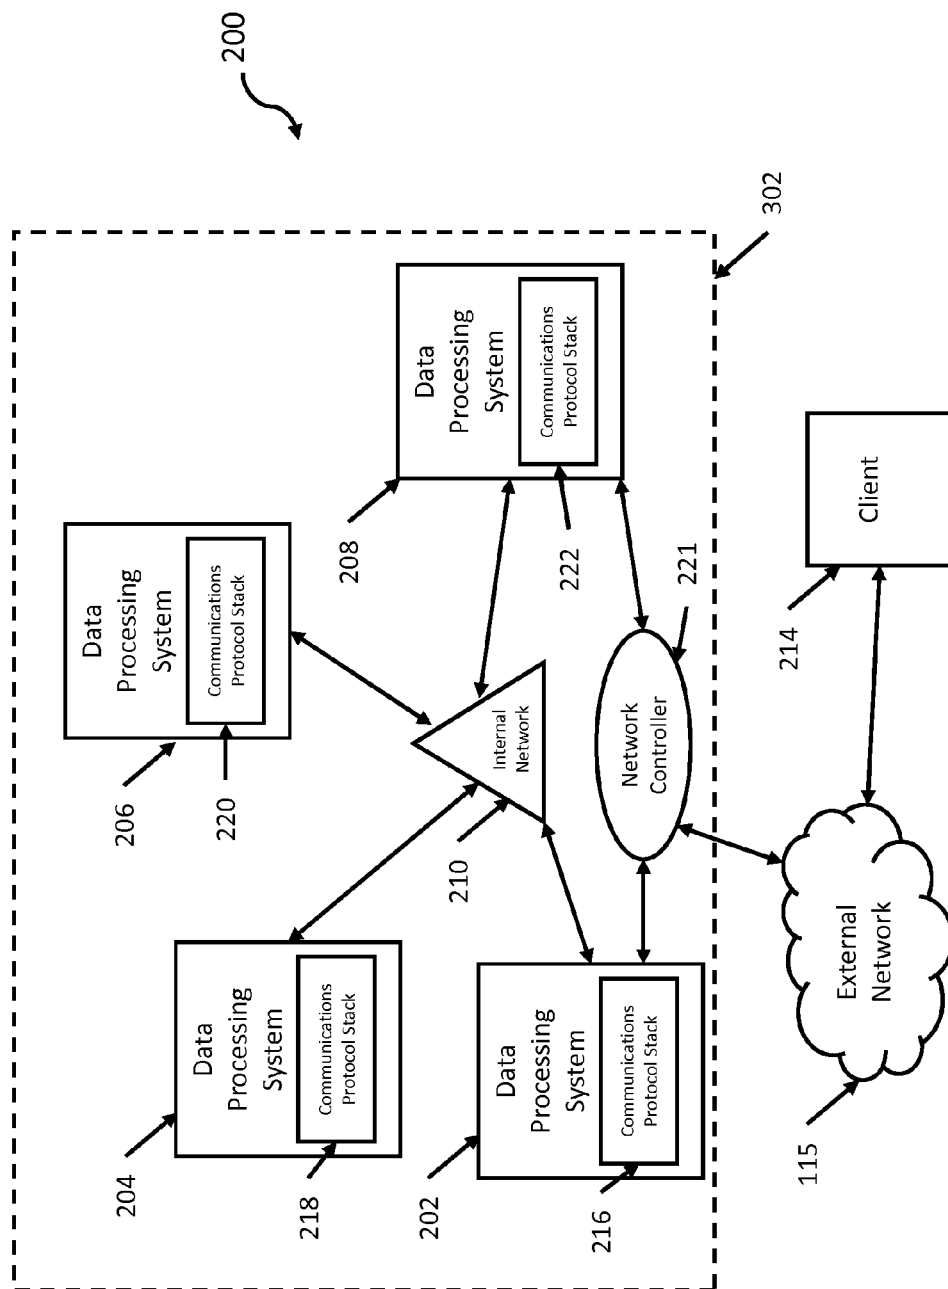 200
302
204
Data
Processing
System
Communications
Protocol Stack
218
206
Data
Processing
System
Communications
Protocol Stack
220
202
Data
Processing
System
Communications
Protocol Stack
216
210
Internal
Network
208
Data
Processing
System
Communications
Protocol Stack
222
Network
Controller
221
115
External
Network
214
Client